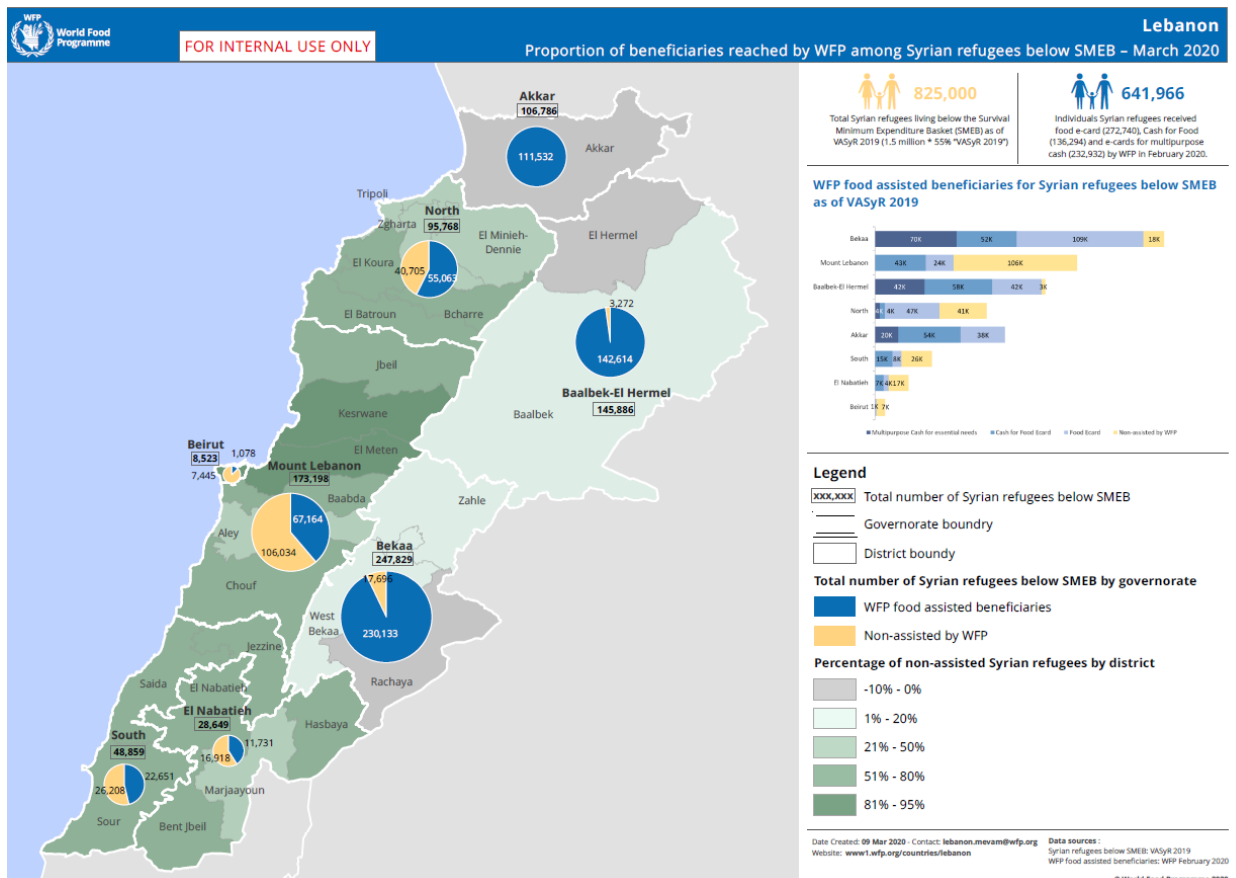 WFP
World Food
Programme
FOR INTERNAL USE ONLY
Lebanon
Proportion of beneficiaries reached by WFP among Syrian refugees below SMEB – March 2020
Akkar
106,786
111,532
Akkar
Tripoli
Zgharta
North
95,768
El Minieh-
Dennie
El Hermel
El Koura
40,705
55,063
El Batroun
Bcharre
3,272
142,614
Baalbek-El Hermel
145,886
Jbeil
Kesrwane
Baalbek
El Meten
Beirut
8,523
1,078
7,445
Mount Lebanon
173,198
Baabda
Zahle
67,164
Aley
106,034
Bekaa
247,829
17,696
Chouf
West
Bekaa
230,133
Jezzine
Rachaya
Saida
El Nabatieh
El Nabatieh
28,649
Hasbaya
South
48,859
11,731
16,918
22,651
26,208
Marjaayoun
Sour
Bent Jbeil
825,000
Total Syrian refugees living below the Survival
Minimum Expenditure Basket (SMEB) as of
VASyR 2019 (1.5 million * 55% "VASyR 2019")
641,966
Individuals Syrian refugees received
food e-card (272,740), Cash for Food
(136,294) and e-cards for multipurpose
cash (232,932) by WFP in February 2020.
WFP food assisted beneficiaries for Syrian refugees below SMEB
as of VASyR 2019
Bekaa 70K 52K 109K 18K
Mount Lebanon 43K 24K 106K
Baalbek-El Hermel 42K 58K 42K 3K
North 4K 4K 47K 41K
Akkar 20K 54K 38K
South 15K 8K 26K
El Nabatieh 7K 4K 17K
Beirut 1K 7K
Multipurpose Cash for essential needs Cash for Food Ecard Food Ecard Non-assisted by WFP
Legend
xxx,xxx Total number of Syrian refugees below SMEB
Governorate boundry
District boundy
Total number of Syrian refugees below SMEB by governorate
WFP food assisted beneficiaries
Non-assisted by WFP
Percentage of non-assisted Syrian refugees by district
-10% - 0%
1% - 20%
21% - 50%
51% - 80%
81% - 95%
Date Created: 09 Mar 2020 - Contact: lebanon.mevam@wfp.org
Website: www1.wfp.org/countries/lebanon
Data sources :
Syrian refugees below SMEB: VASyR 2019
WFP food assisted beneficiaries: WFP February 2020
© World Food Programme 2020